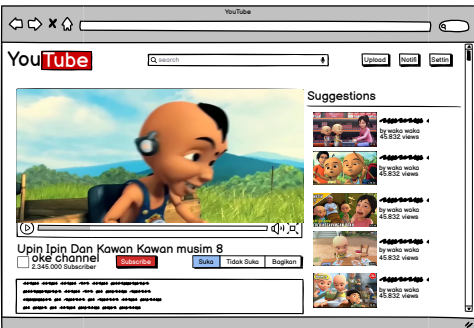 YouTube
YouTube
search
Upload
Notifi
Settin
Suggestions
by waka waka
45.832 views
by waka waka
45.832 views
by waka waka
45.832 views
by waka waka
45.832 views
by waka waka
45.832 views
Upin Ipin Dan Kawan Kawan musim 8
oke channel
2.345.000 Subscriber
Subscribe
Suka
Tidak Suka
Bagikan